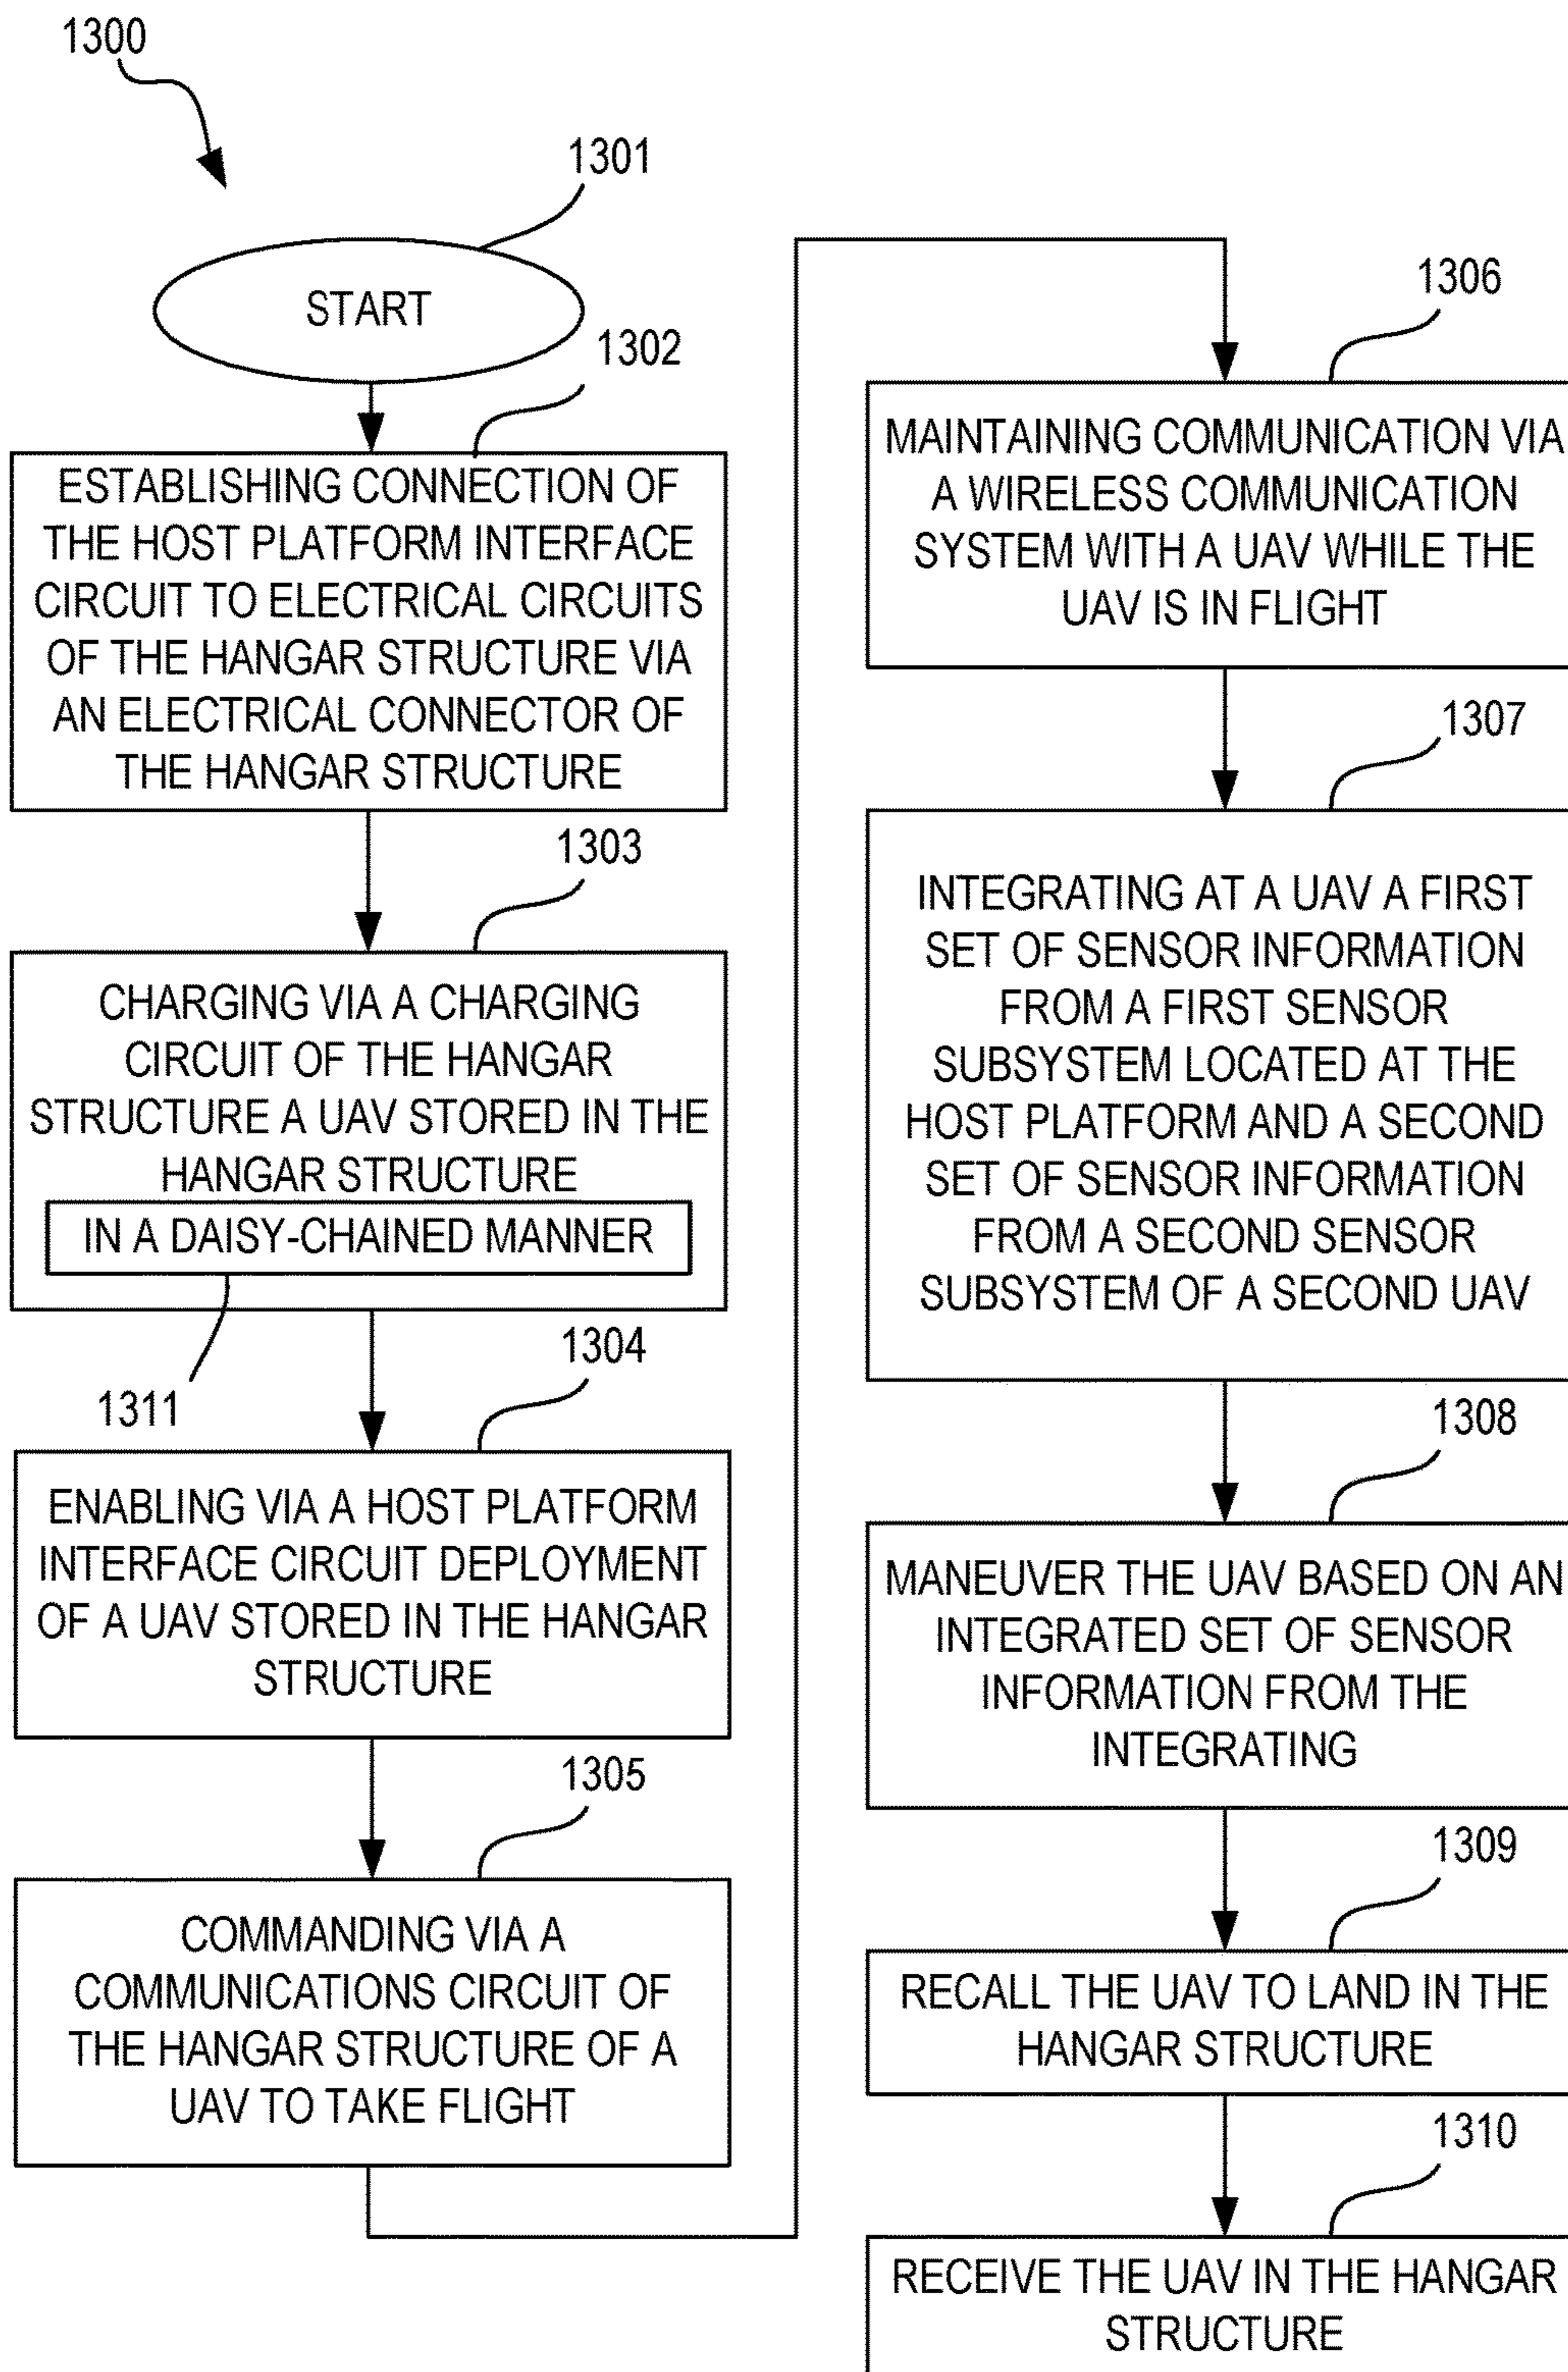 1300
1301
START
1302
ESTABLISHING CONNECTION OF
THE HOST PLATFORM INTERFACE
CIRCUIT TO ELECTRICAL CIRCUITS
OF THE HANGAR STRUCTURE VIA
AN ELECTRICAL CONNECTOR OF
THE HANGAR STRUCTURE
1303
CHARGING VIA A CHARGING
CIRCUIT OF THE HANGAR
STRUCTURE A UAV STORED IN THE
HANGAR STRUCTURE
IN A DAISY-CHAINED MANNER
1311
1304
ENABLING VIA A HOST PLATFORM
INTERFACE CIRCUIT DEPLOYMENT
OF A UAV STORED IN THE HANGAR
STRUCTURE
1305
COMMANDING VIA A
COMMUNICATIONS CIRCUIT OF
THE HANGAR STRUCTURE OF A
UAV TO TAKE FLIGHT
1306
MAINTAINING COMMUNICATION VIA
A WIRELESS COMMUNICATION
SYSTEM WITH A UAV WHILE THE
UAV IS IN FLIGHT
1307
INTEGRATING AT A UAV A FIRST
SET OF SENSOR INFORMATION
FROM A FIRST SENSOR
SUBSYSTEM LOCATED AT THE
HOST PLATFORM AND A SECOND
SET OF SENSOR INFORMATION
FROM A SECOND SENSOR
SUBSYSTEM OF A SECOND UAV
1308
MANEUVER THE UAV BASED ON AN
INTEGRATED SET OF SENSOR
INFORMATION FROM THE
INTEGRATING
1309
RECALL THE UAV TO LAND IN THE
HANGAR STRUCTURE
1310
RECEIVE THE UAV IN THE HANGAR
STRUCTURE